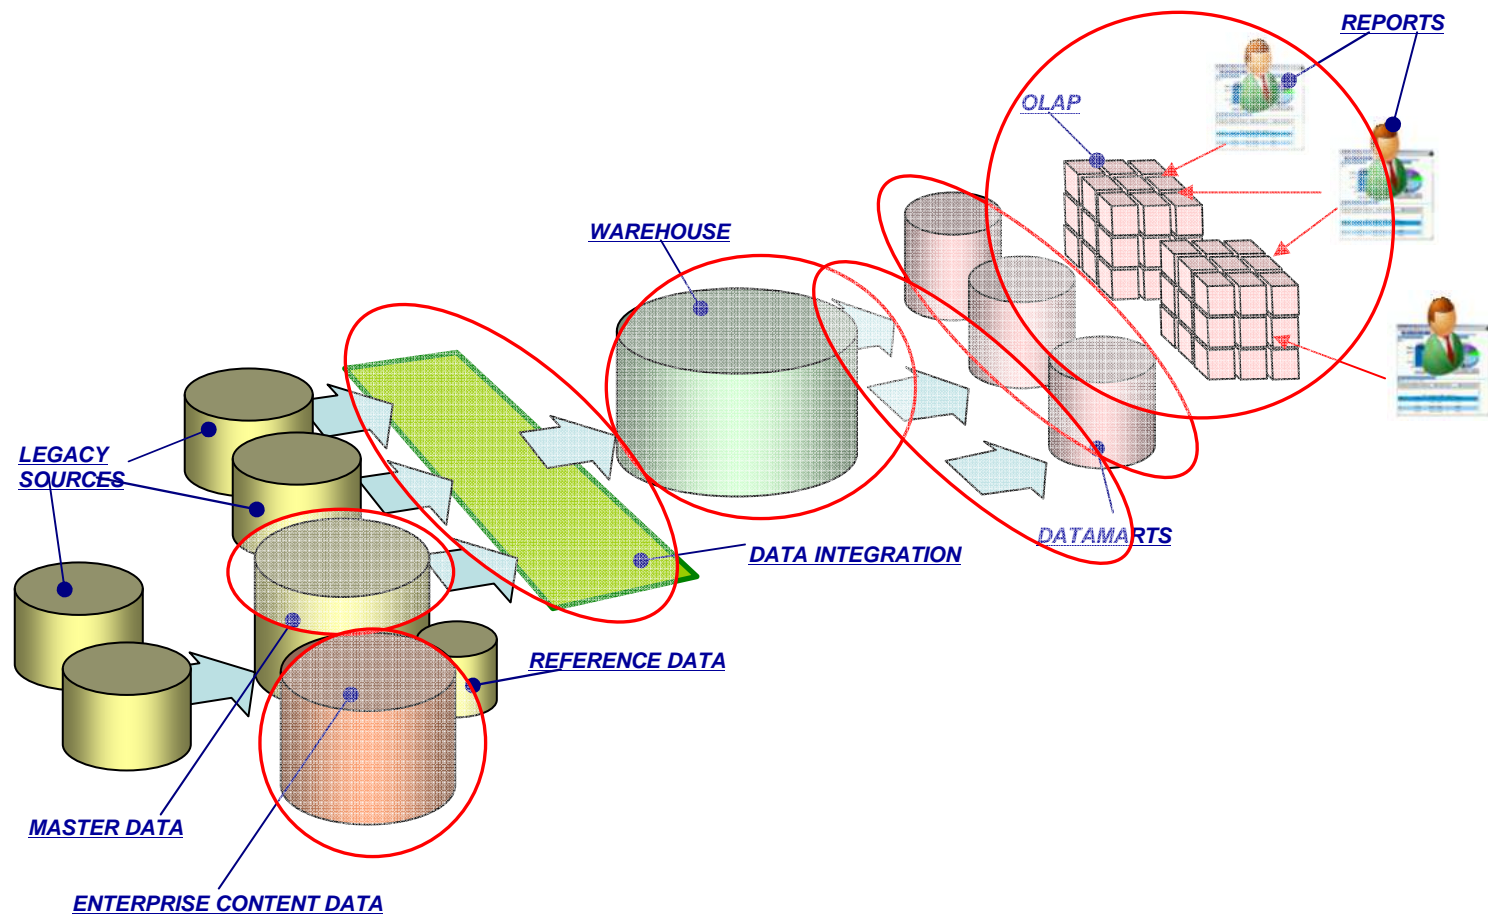 REPORTS
OLAP
WAREHOUSE
LEGACY
SOURCES
DATAMARTS
DATA INTEGRATION
REFERENCE DATA
MASTER DATA
ENTERPRISE CONTENT DATA